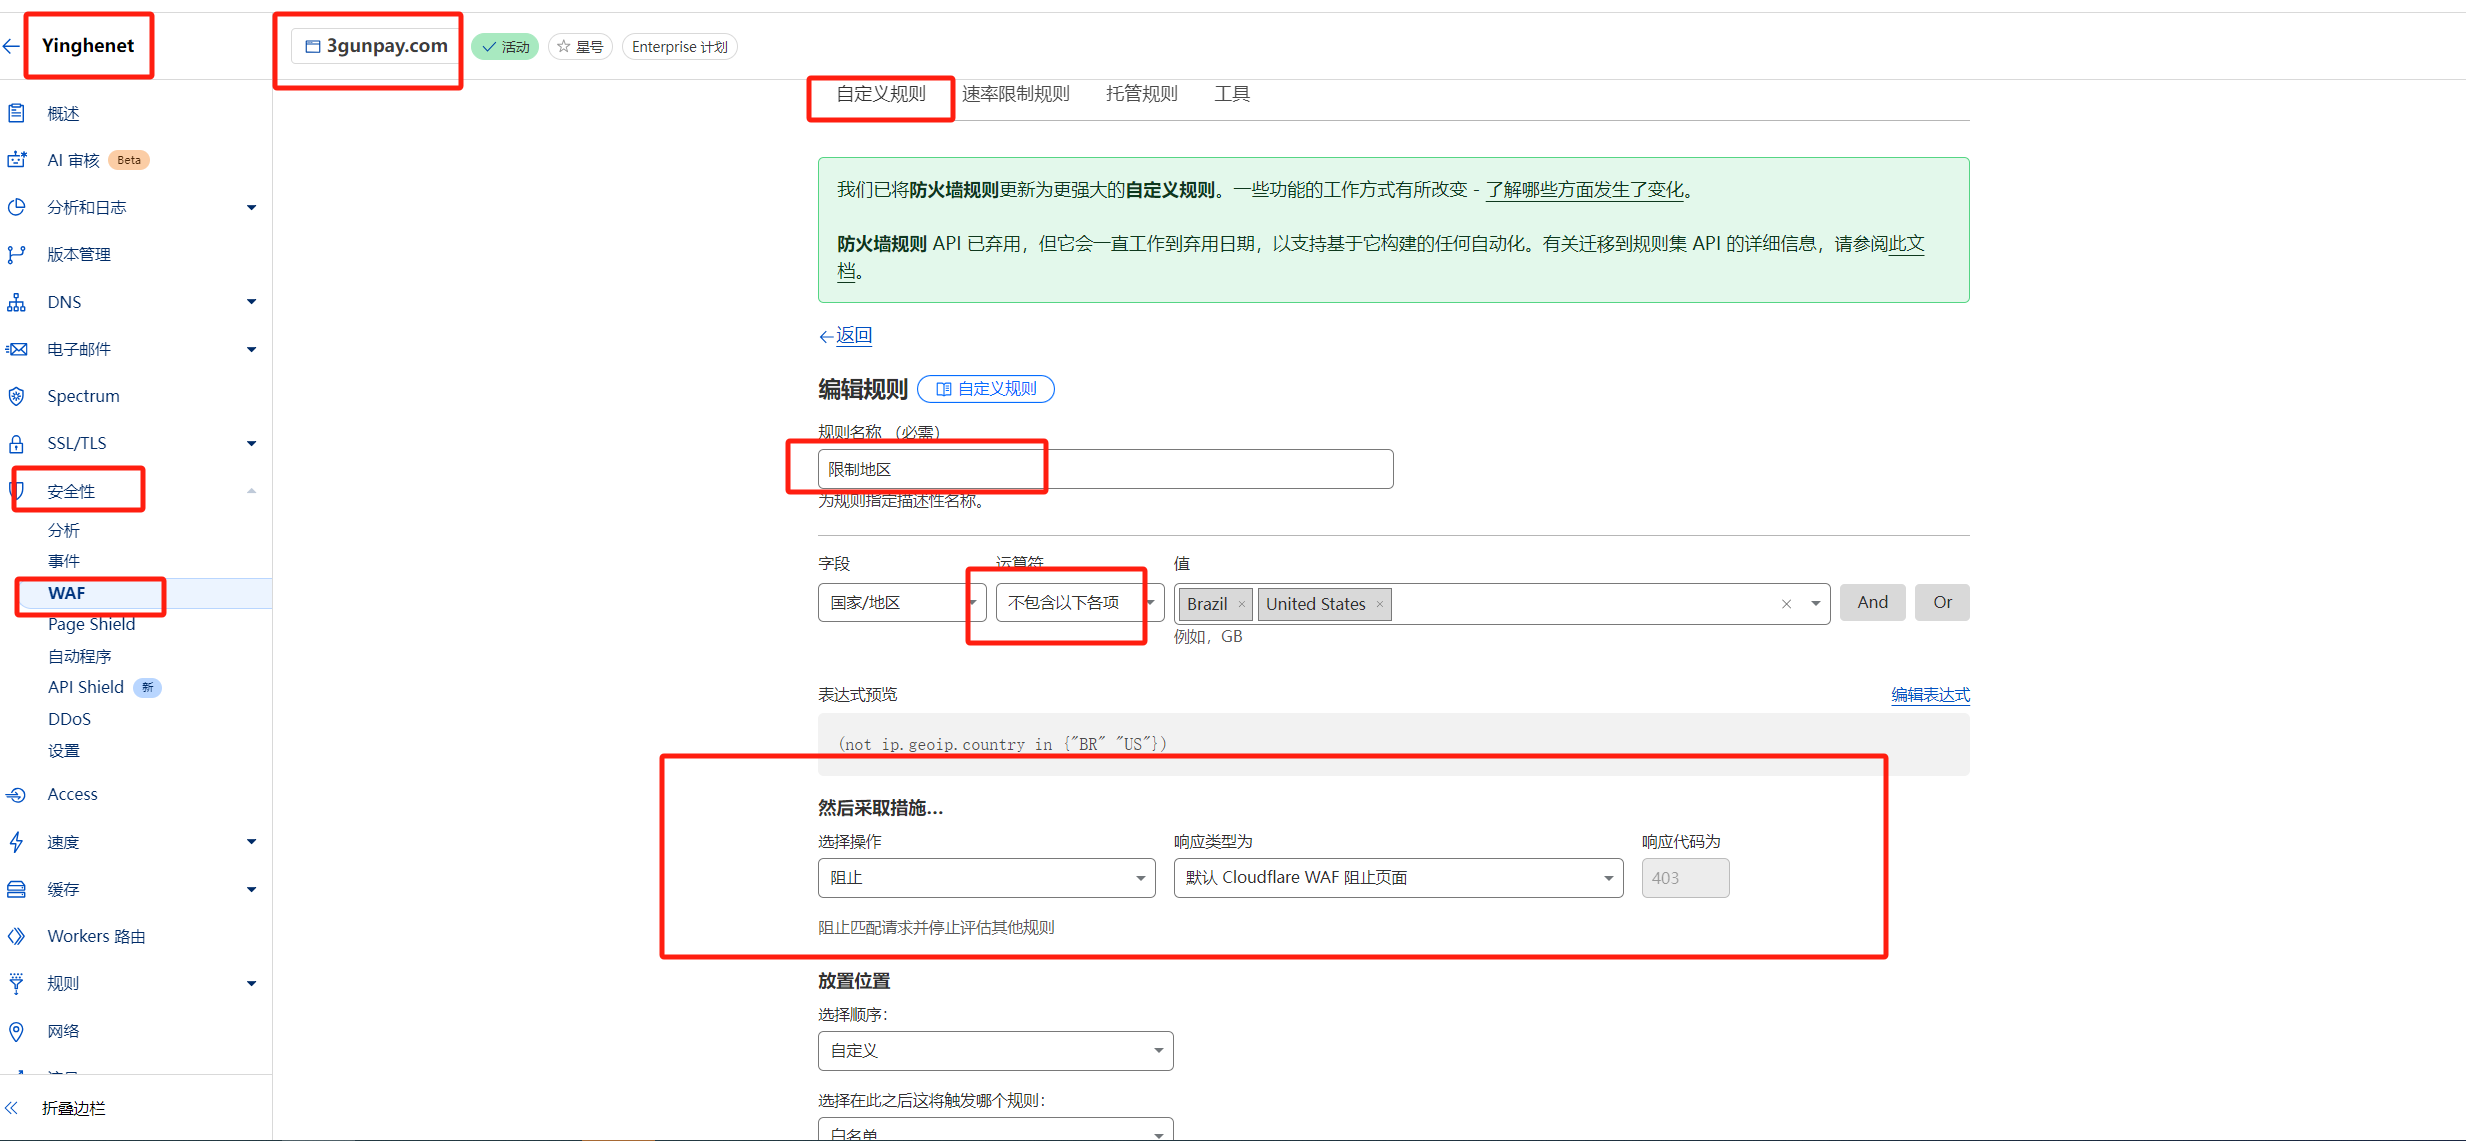 Yinghenet
3gunpay.com
活动
星号
Enterprise 计划
概述
AI 审核 Beta
分析和日志
版本管理
DNS
电子邮件
Spectrum
SSL/TLS
安全性
分析
事件
WAF
Page Shield
自动程序
API Shield 新
DDoS
设置
Access
速度
缓存
Workers 路由
规则
网络
折叠边栏
自定义规则 速率限制规则 托管规则 工具
我们已将防火墙规则更新为更强大的自定义规则。一些功能的工作方式有所改变 - 了解哪些方面发生了变化。
防火墙规则 API 已弃用，但它会一直工作到弃用日期，以支持基于它构建的任何自动化。有关迁移到规则集 API 的详细信息，请参阅此文
档。
返回
编辑规则 自定义规则
规则名称 （必需）
限制地区
为规则指定描述性名称。
字段 运算符 值
国家/地区 不包含以下各项 Brazil × United States × × And Or
例如，GB
表达式预览 编辑表达式
(not ip.geoip.country in {"BR" "US"})
然后采取措施...
选择操作 响应类型为 响应代码为
阻止 默认 Cloudflare WAF 阻止页面 403
阻止匹配请求并停止评估其他规则
放置位置
选择顺序：
自定义
选择在此之后这将触发哪个规则：
白名单